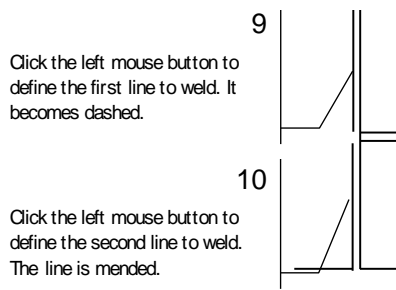 9
Click the left mouse button to
define the first line to weld. It
becomes dashed.
10
Click the left mouse button to
define the second line to weld.
The line is mended.